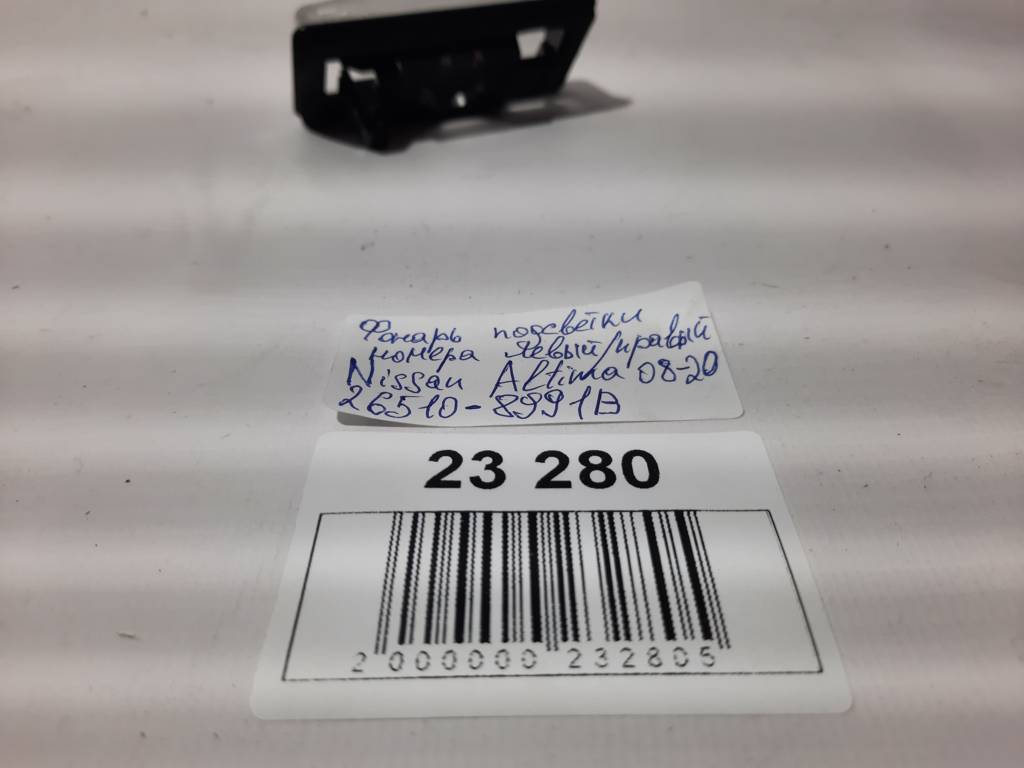 Фонарь подсветки
номера левый/правый
Nissan Altima 08-20
26510-8991B
23 280
2 000000 232805